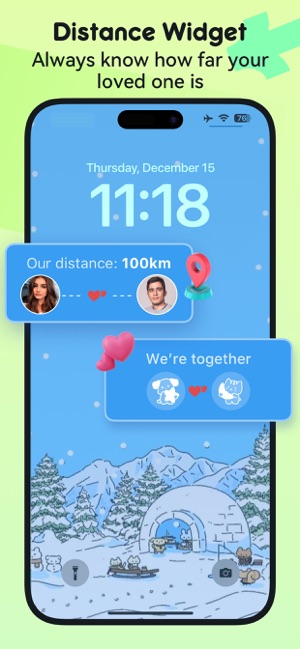 Distance Widget
Always know how far your
loved one is
76
Thursday, December 15
11:18
Our distance: 100km
We're together